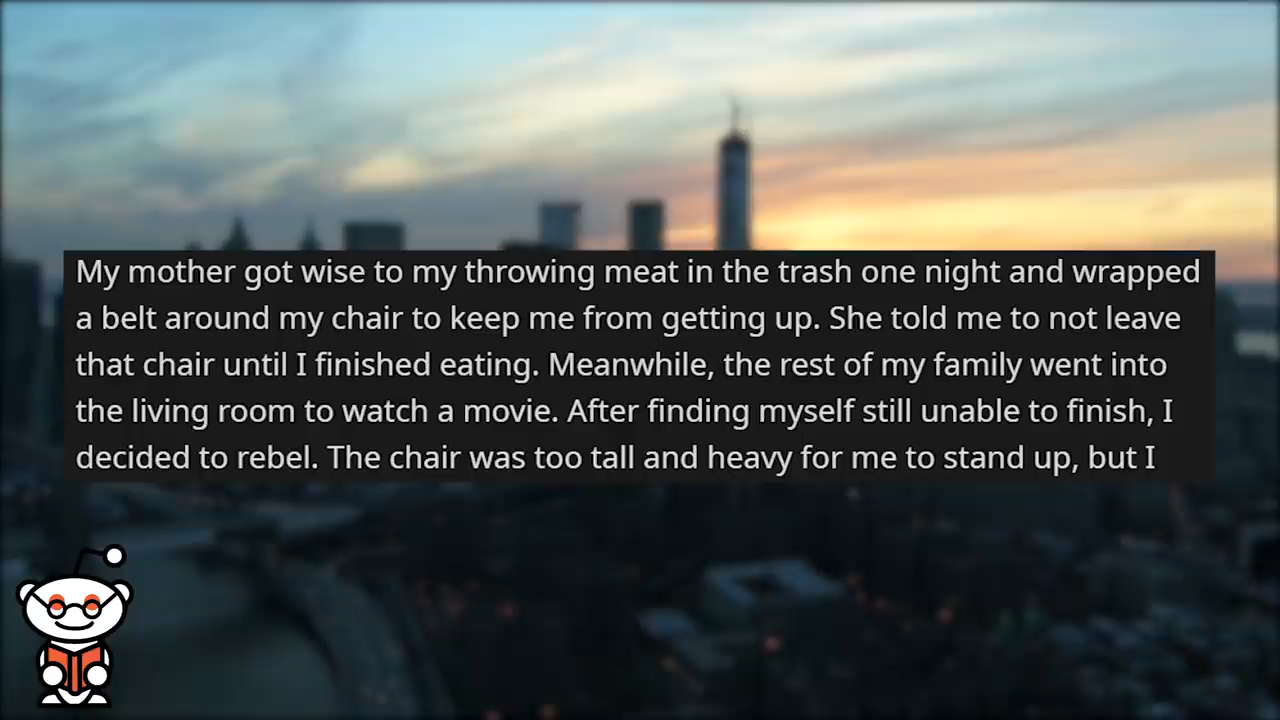 My mother got wise to my throwing meat in the trash one night and wrapped
a belt around my chair to keep me from getting up. She told me to not leave
that chair until I finished eating. Meanwhile, the rest of my family went into
the living room to watch a movie. After finding myself still unable to finish, I
decided to rebel. The chair was too tall and heavy for me to stand up, but I